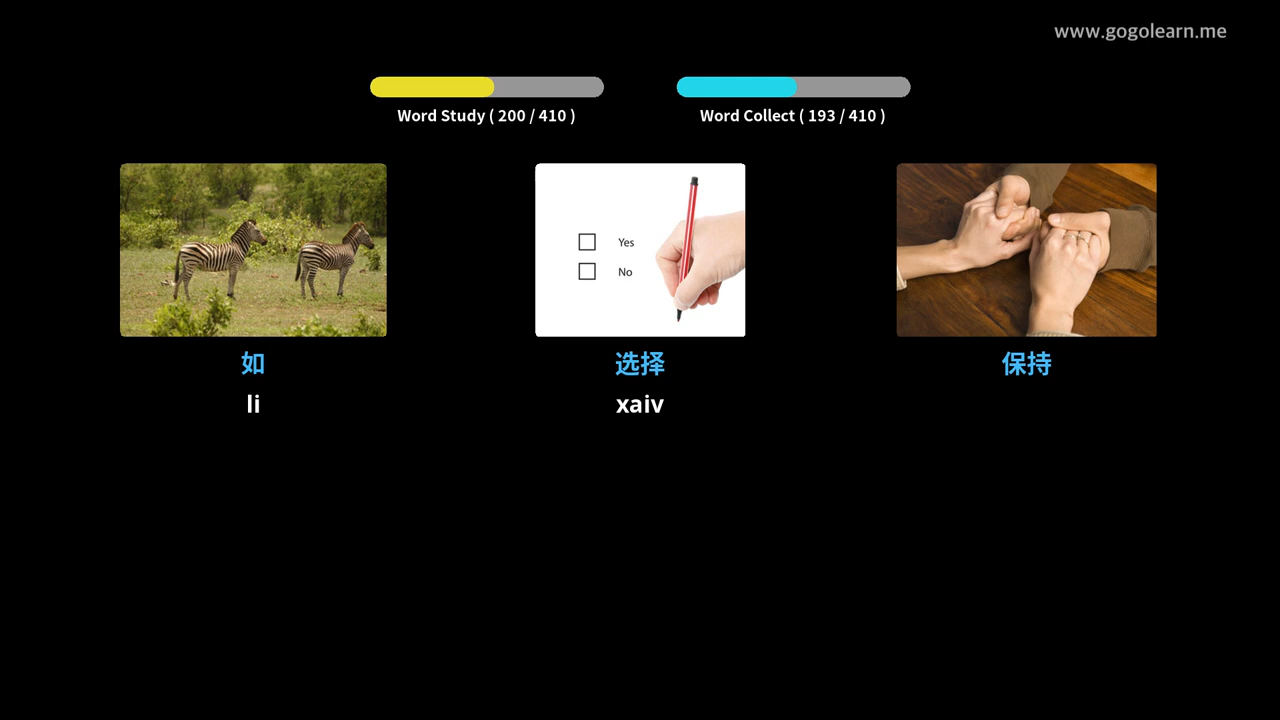 www.gogolearn.me
Word Study ( 200 / 410 )
Word Collect ( 193 / 410 )
Yes
No
如
选择
保持
li
xaiv